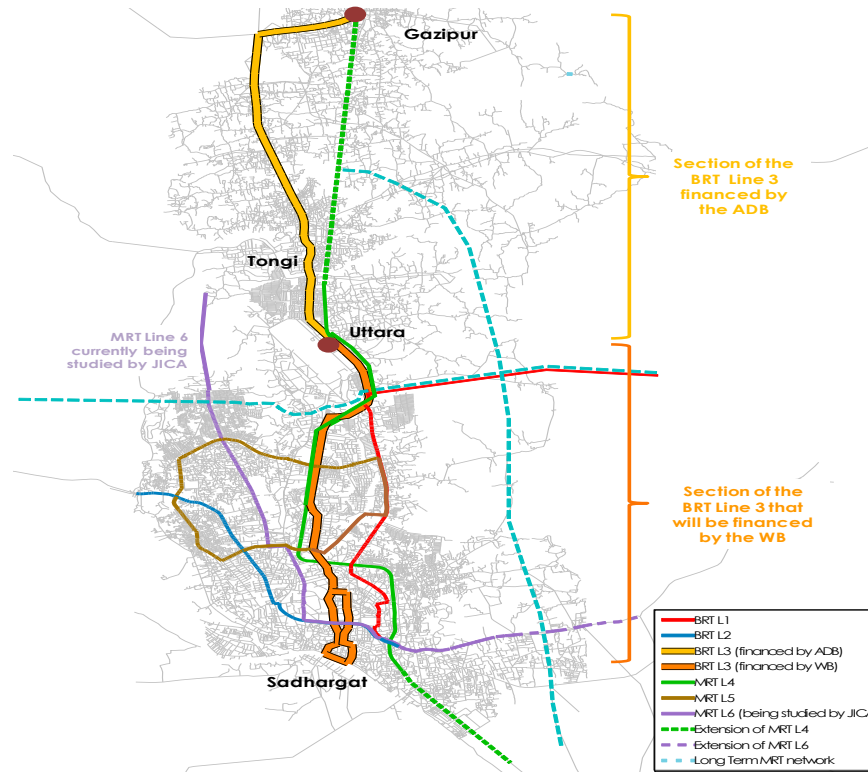 Gazipur
Section of the
BRT Line 3
financed by
the ADB
Tongi
Uttara
MRT Line 6
currently being
studied by JICA
Section of the
BRT Line 3 that
will be financed
by the WB
Sadhargat
BRT L1
BRT L2
BRT L3 (financed by ADB)
BRT L3 (financed by WB)
MRT L4
MRT L5
MRT L6 (being studied by JICA
Extension of MRT L4
Extension of MRT L6
Long Term MRT network